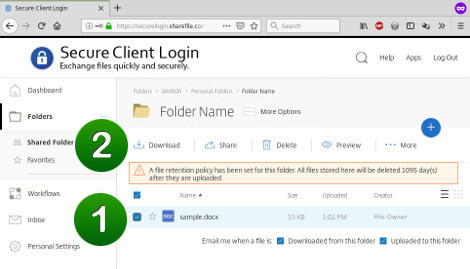 Client Login
https://securelogin.sharefile.co
Search
Secure Client Login
Exchange files quickly and securely.
Help
Apps
Log Out
Dashboard
Folders
Shared Folder
Favorites
Workflows
Inbox
Personal Settings
Folders
Personal Folders
Folder Name
Folder Name
More Options
2
Download
Share
Delete
Preview
More
A file retention policy has been set for this folder. All files stored here will be deleted 1095 day(s)
after they are uploaded
Name
Size
Uploaded
Creator
1
DOC
sample.docx
15 KB
1:02 PM
File Owner
Email me when a file is:
Downloaded from this folder
Uploaded to this folder